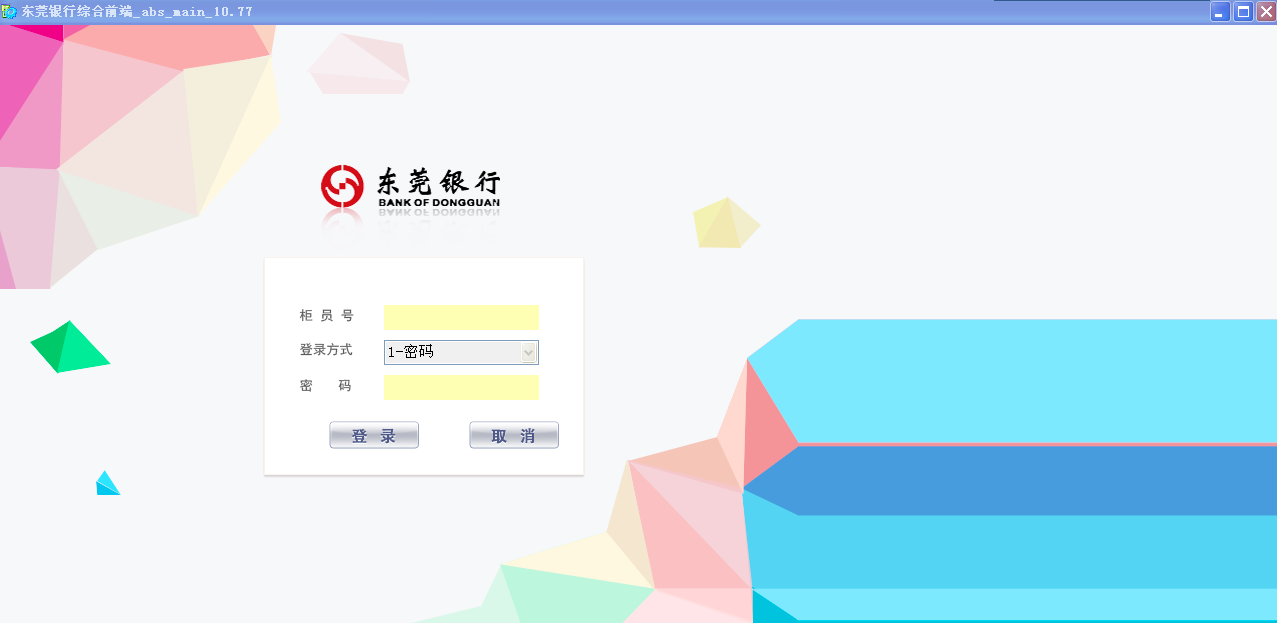 东莞银行综合前端_abs_main_10.77
东莞银行
BANK OF DONGGUAN
柜 员 号
登录方式 1-密码
密 码
登 录 取 消